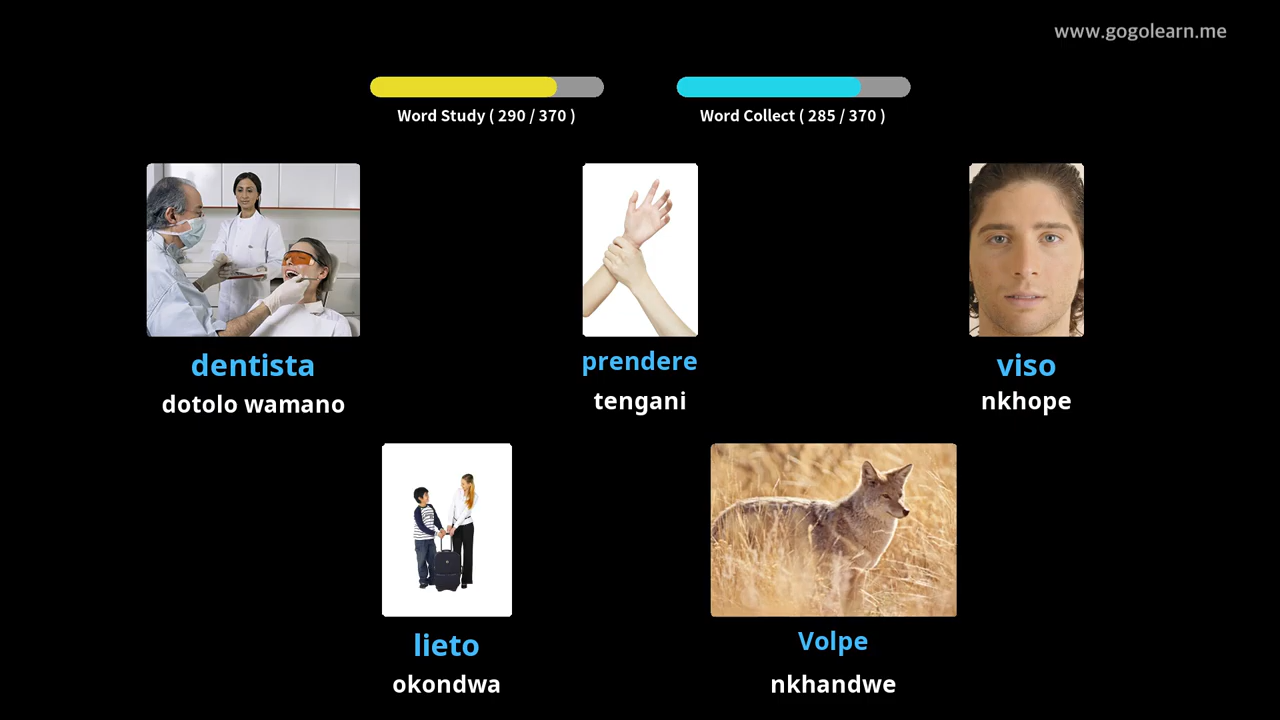 www.gogolearn.me
Word Study ( 290 / 370 )
Word Collect ( 285 / 370 )
dentista
dotolo wamano
prendere
tengani
viso
nkhope
lieto
okondwa
Volpe
nkhandwe